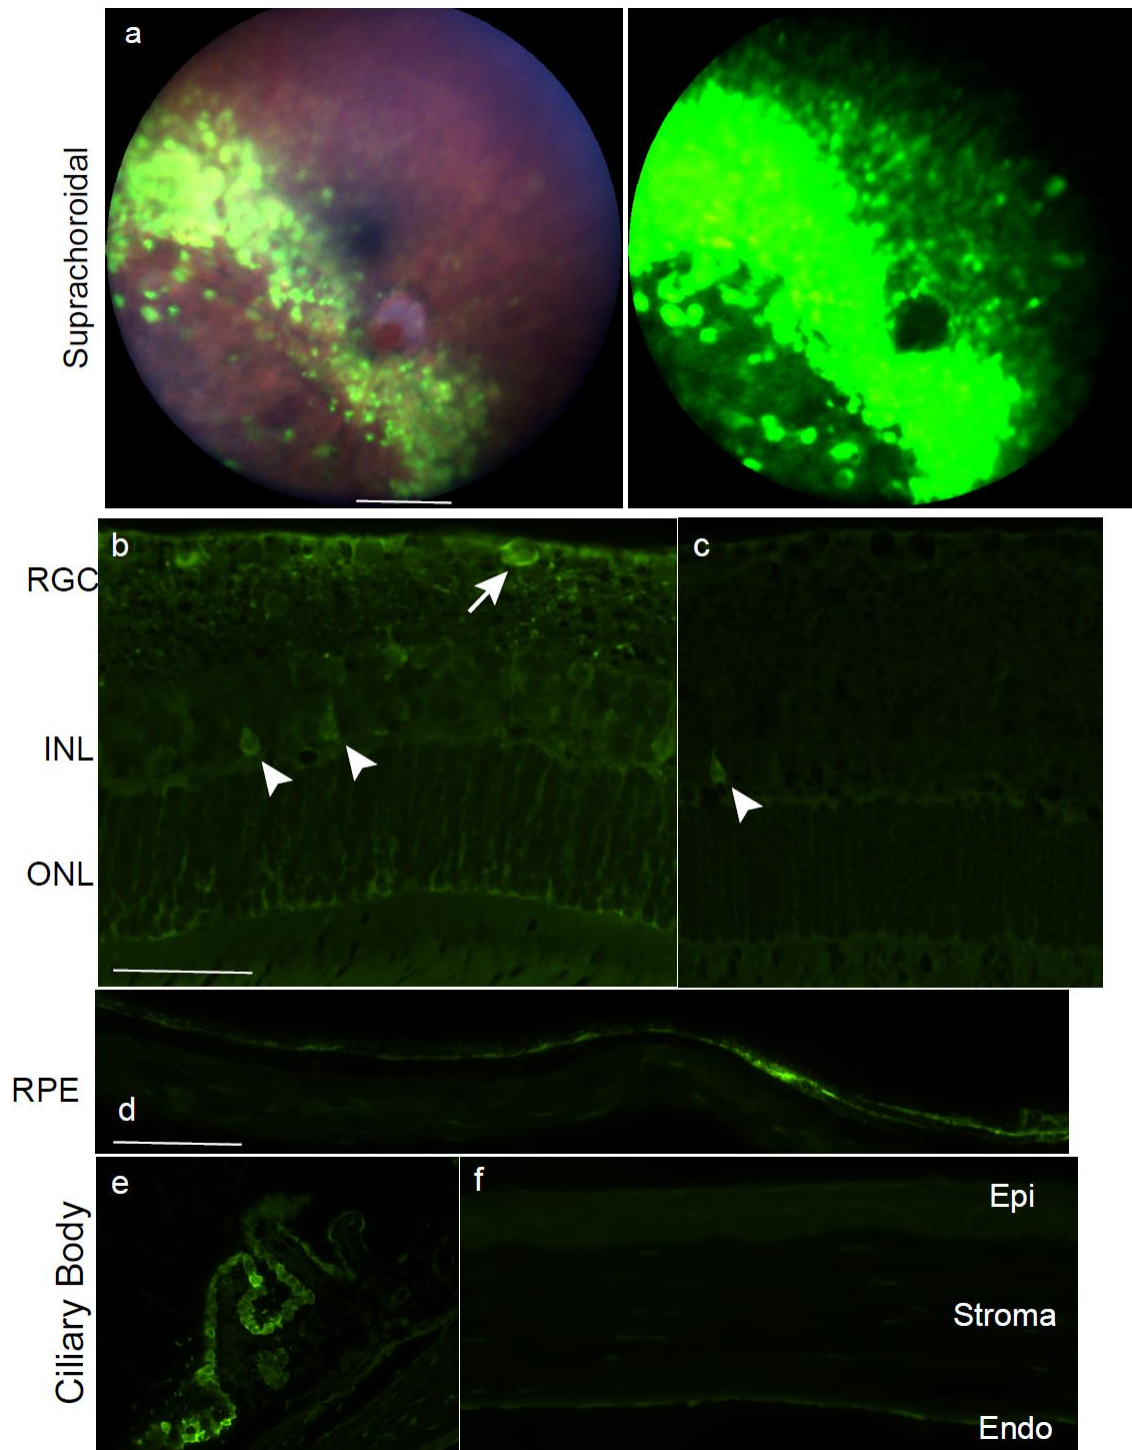 a
Suprachoroidal
b
c
RGC
INL
ONL
RPE
d
e
f
Epi
Ciliary Body
Stroma
Endo